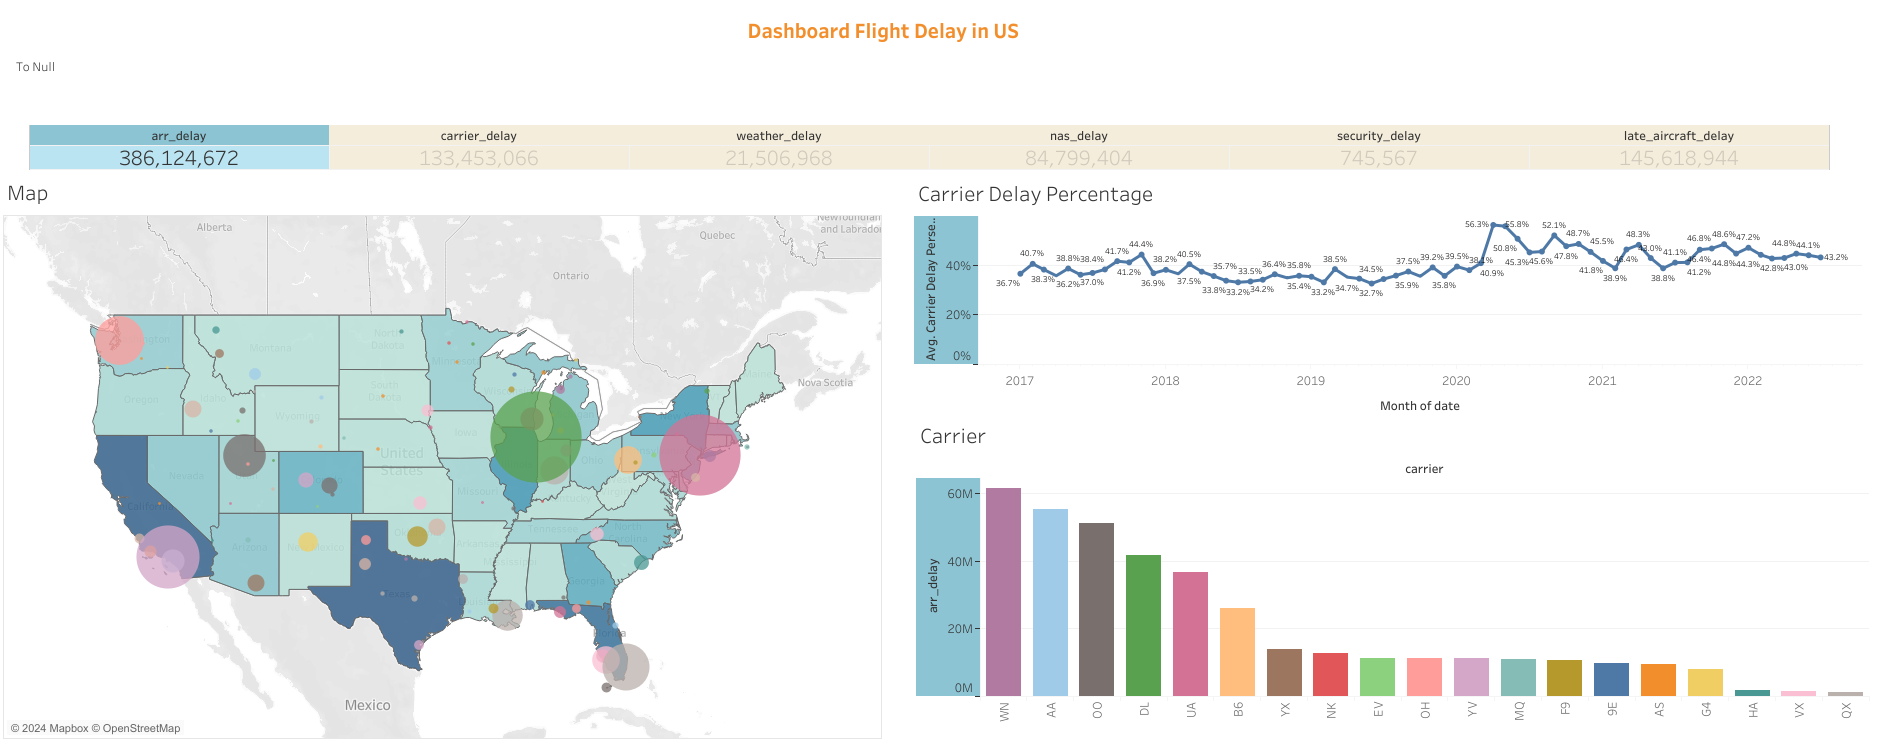 Dashboard Flight Delay in US
To Null
arr_delay carrier_delay weather_delay nas_delay security_delay late_aircraft_delay
386,124,672 133,453,066 21,506,968 84,799,404 745,567 145,618,944
Map
Alberta
Ontario
Quebec
Newfoundlan
and Labrador
Nova Scotia
Montana
North
Dakota
South
Dakota
Minnesota
Wisconsin
Oregon
Idaho
Wyoming
Iowa
Nevada
United
States
Ohio
California
Missouri
Kentucky
Arizona
New Mexico
Tennessee
North
Carolina
Arkansas
Mississippi
Georgia
Texas
Florida
Mexico
© 2024 Mapbox © OpenStreetMap
Carrier Delay Percentage
Avg. Carrier Delay Perse..
40%
20%
0%
36.7%
40.7%
38.3%
38.8%
36.2%
38.4%
37.0%
41.7%
41.2%
44.4%
36.9%
38.2%
40.5%
37.5%
35.7%
33.8%
33.2%
33.5%
34.2%
36.4%
35.8%
35.4%
33.2%
38.5%
34.7%
34.5%
32.7%
37.5%
35.9%
39.2%
35.8%
39.5%
38.1%
40.9%
56.3%
55.8%
50.8%
45.3%
45.6%
52.1%
47.8%
48.7%
41.8%
45.5%
38.9%
46.4%
48.3%
43.0%
38.8%
41.1%
41.2%
46.8%
46.4%
48.6%
44.8%
47.2%
44.3%
42.8%
44.8%
43.0%
44.1%
43.2%
2017 2018 2019 2020 2021 2022
Month of date
Carrier
carrier
arr_delay
60M
40M
20M
0M
WN AA OO DL UA B6 YX NK EV OH YV MQ F9 9E AS G4 HA VX QX